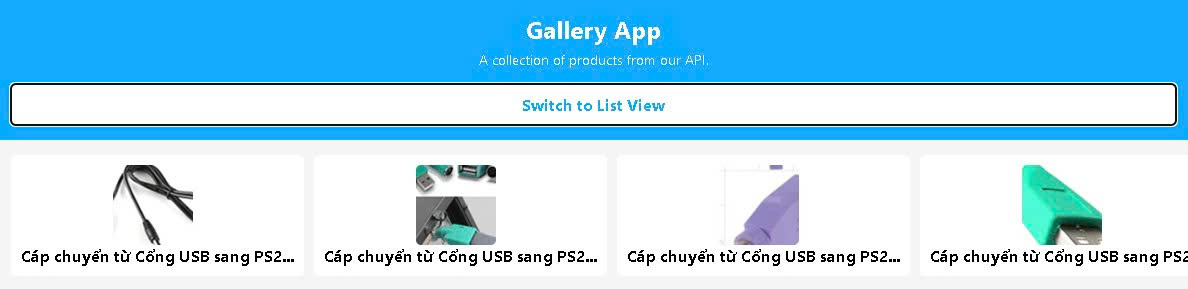 Gallery App
A collection of products from our API.
Switch to List View
Cáp chuyển từ Cổng USB sang PS2...
Cáp chuyển từ Cổng USB sang PS2...
Cáp chuyển từ Cổng USB sang PS2...
Cáp chuyển từ Cổng USB sang PS2